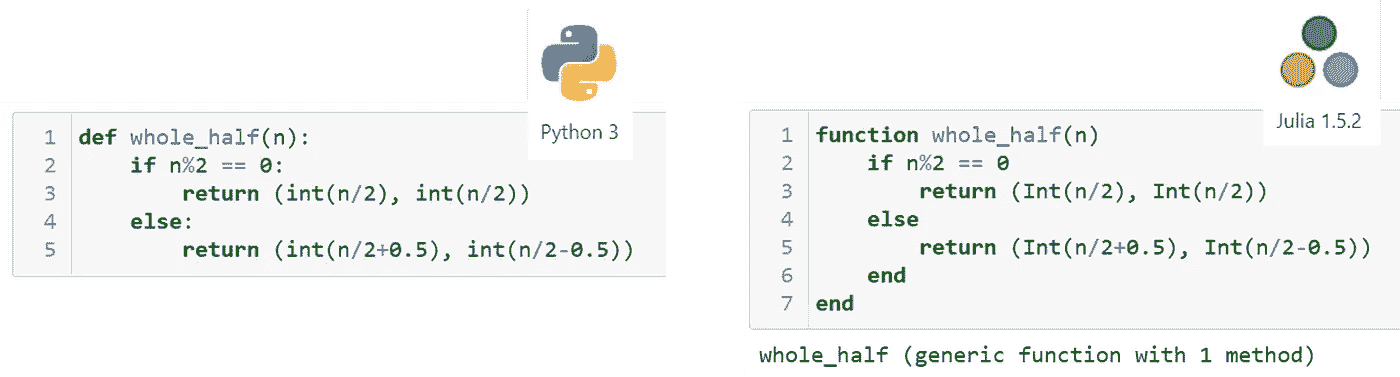 Python 3
1 def whole_half(n):
2     if n%2 == 0:
3         return (int(n/2), int(n/2))
4     else:
5         return (int(n/2+0.5), int(n/2-0.5))
Julia 1.5.2
1 function whole_half(n)
2     if n%2 == 0
3         return (Int(n/2), Int(n/2))
4     else
5         return (Int(n/2+0.5), Int(n/2-0.5))
6     end
7 end
whole_half (generic function with 1 method)